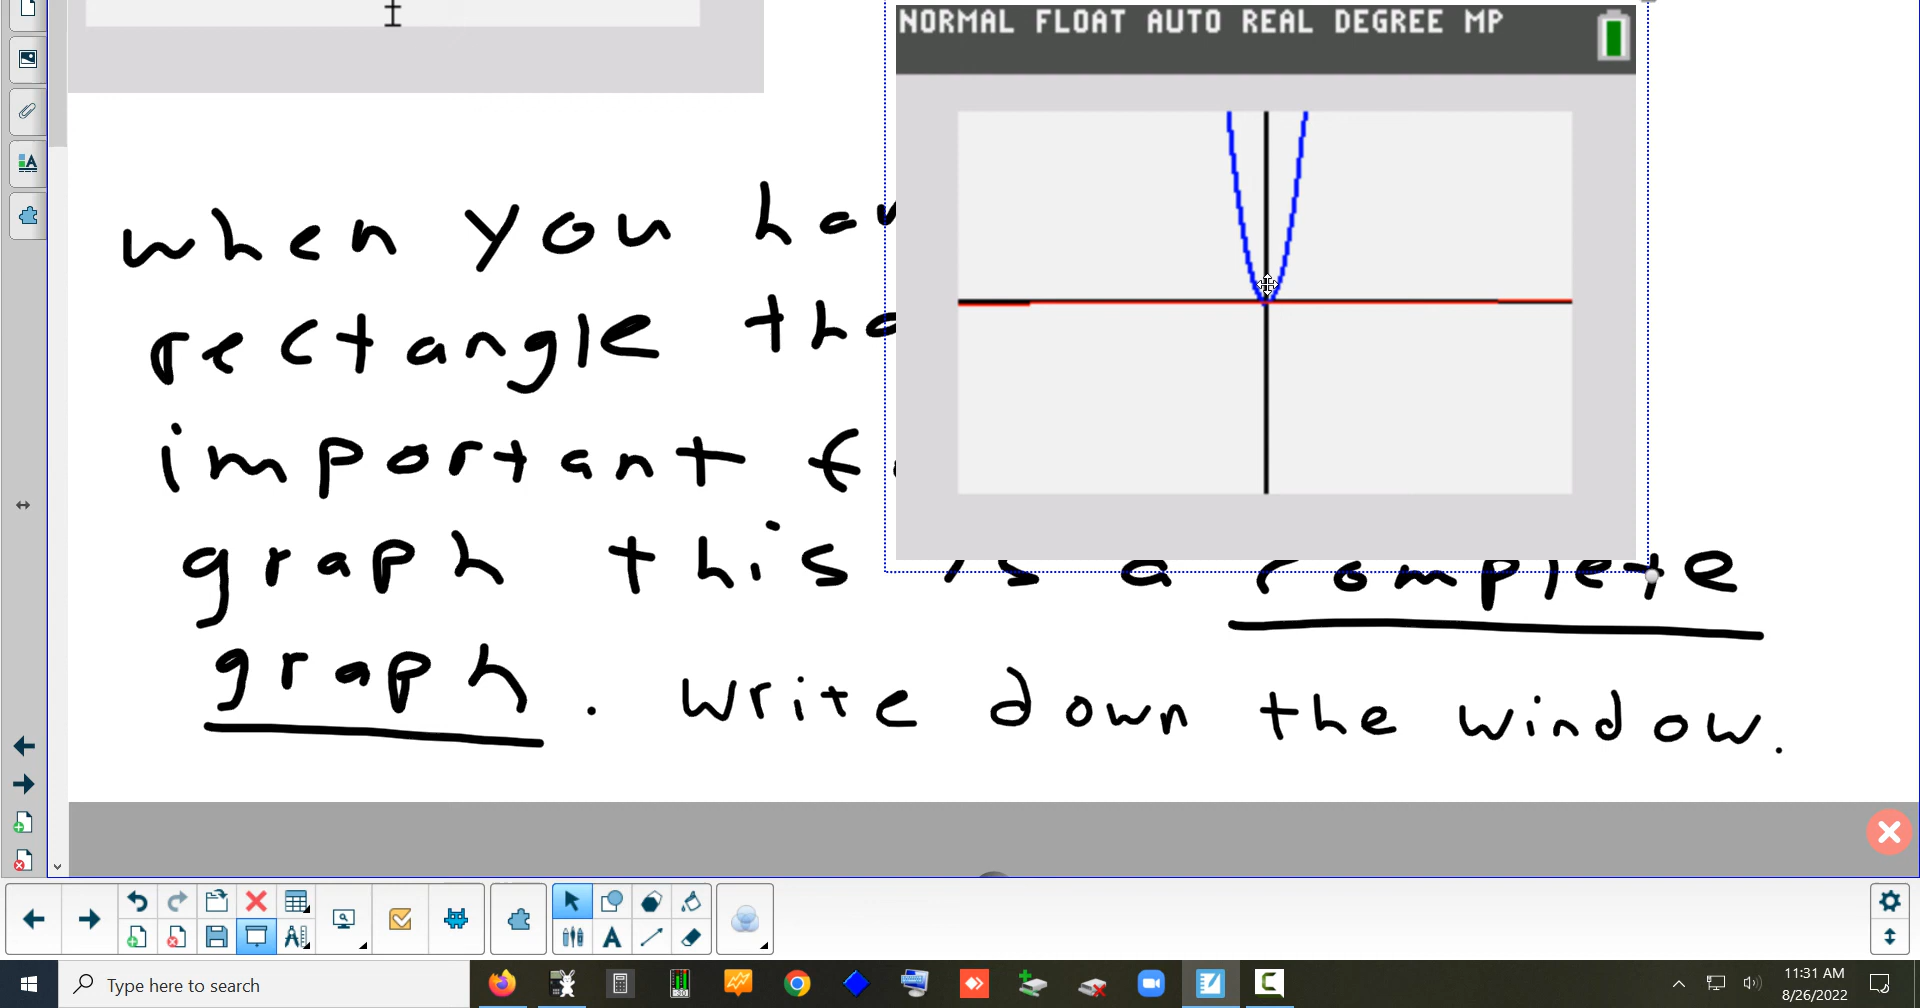 NORMAL FLOAT AUTO REAL DEGREE MP
when you
rectangle
important
graph this is a complete
graph. Write down the window.
Type here to search
11:31 AM
8/26/2022